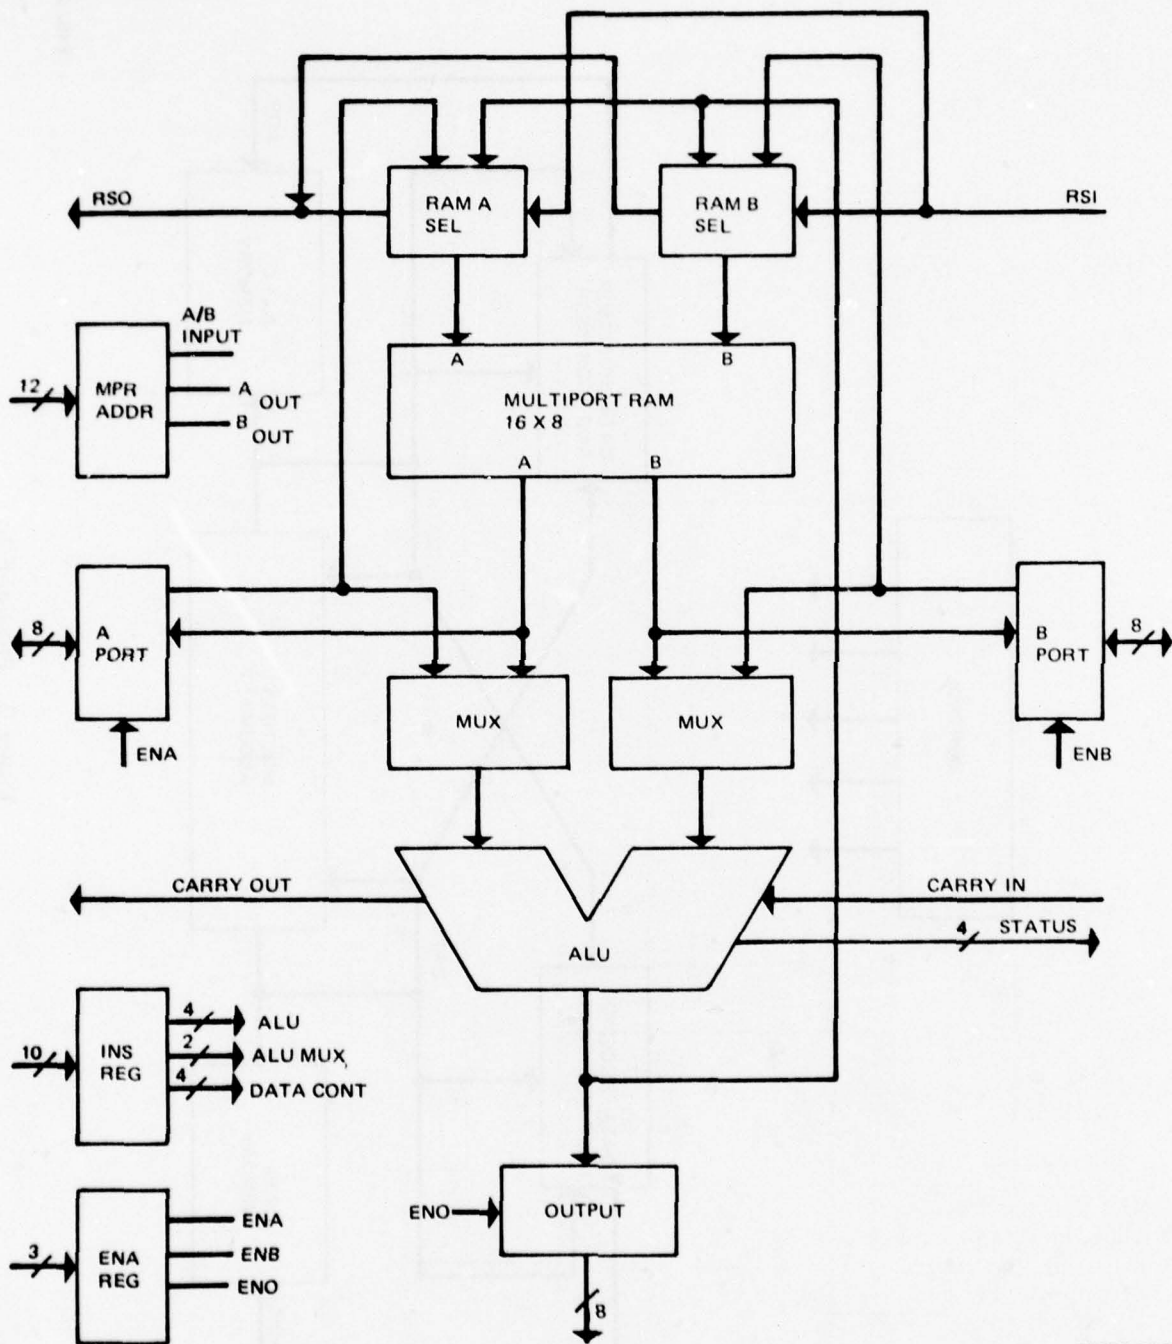 RSO
RAM A
SEL
RAM B
SEL
RSI
A/B
INPUT
12
MPR
ADDR
A OUT
B OUT
A
B
MULTIPORT RAM
16 X 8
A
B
8
A
PORT
B
PORT
8
MUX
MUX
ENA
ENB
CARRY OUT
CARRY IN
4
STATUS
ALU
10
INS
REG
4
ALU
2
ALU MUX
4
DATA CONT
3
ENA
REG
ENA
ENB
ENO
ENO
OUTPUT
8